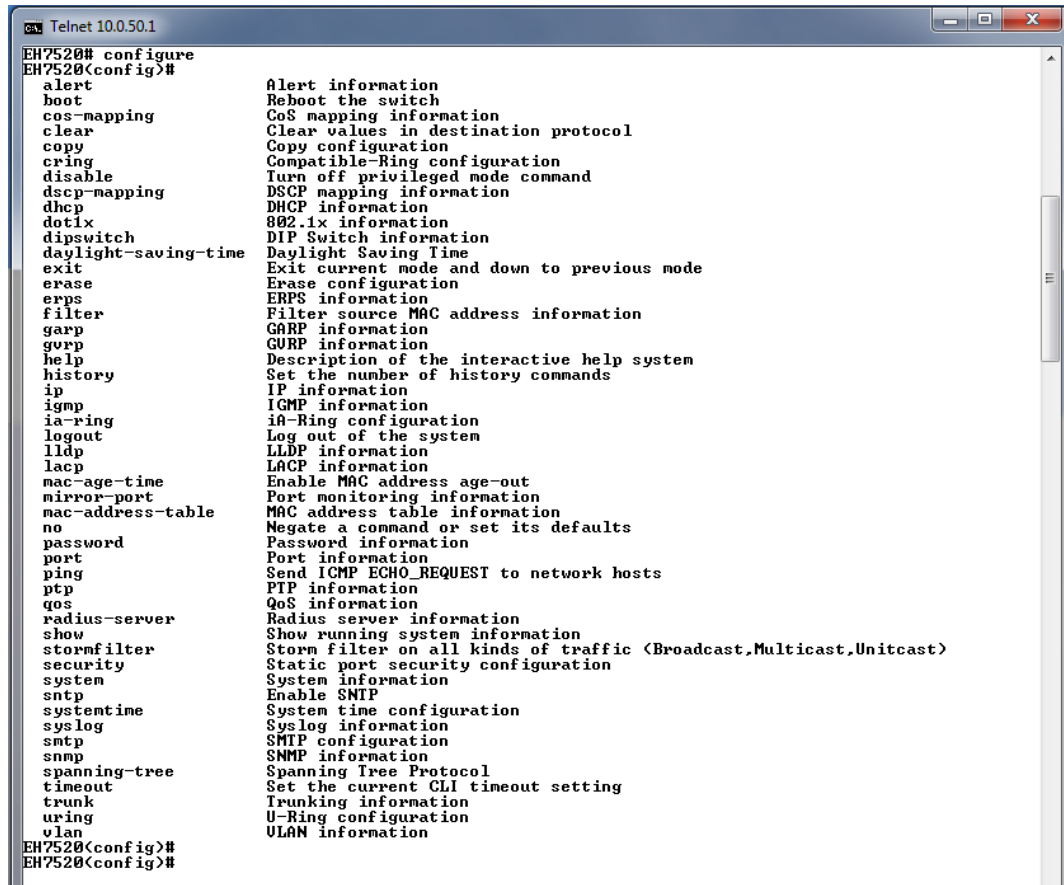 Telnet 10.0.50.1
EH7520# configure
EH7520(config)#
alert Alert information
boot Reboot the switch
cos-mapping CoS mapping information
clear Clear values in destination protocol
copy Copy configuration
cring Compatible-Ring configuration
disable Turn off privileged mode command
dscp-mapping DSCP mapping information
dhcp DHCP information
dot1x 802.1x information
dipswitch DIP Switch information
daylight-saving-time Daylight Saving Time
exit Exit current mode and down to previous mode
erase Erase configuration
erps ERPS information
filter Filter source MAC address information
garp GARP information
gvrp GVRP information
help Description of the interactive help system
history Set the number of history commands
ip IP information
igmp IGMP information
ia-ring iA-Ring configuration
logout Log out of the system
lldp LLDP information
lacp LACP information
mac-age-time Enable MAC address age-out
mirror-port Port monitoring information
mac-address-table MAC address table information
no Negate a command or set its defaults
password Password information
port Port information
ping Send ICMP ECHO_REQUEST to network hosts
ptp PTP information
qos QoS information
radius-server Radius server information
show Show running system information
stormfilter Storm filter on all kinds of traffic (Broadcast,Multicast,Unitcast)
security Static port security configuration
system System information
sntp Enable SNTP
systemtime System time configuration
syslog Syslog information
smtp SMTP configuration
snmp SNMP information
spanning-tree Spanning Tree Protocol
timeout Set the current CLI timeout setting
trunk Trunking information
uring U-Ring configuration
vlan VLAN information
EH7520(config)#
EH7520(config)#